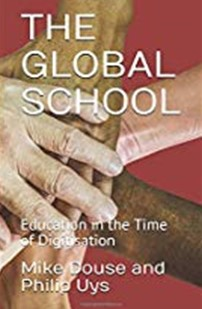 THE
GLOBAL
SCHOOL
Education in the Time
of Digitisation
Mike Douse and
Philip Uys